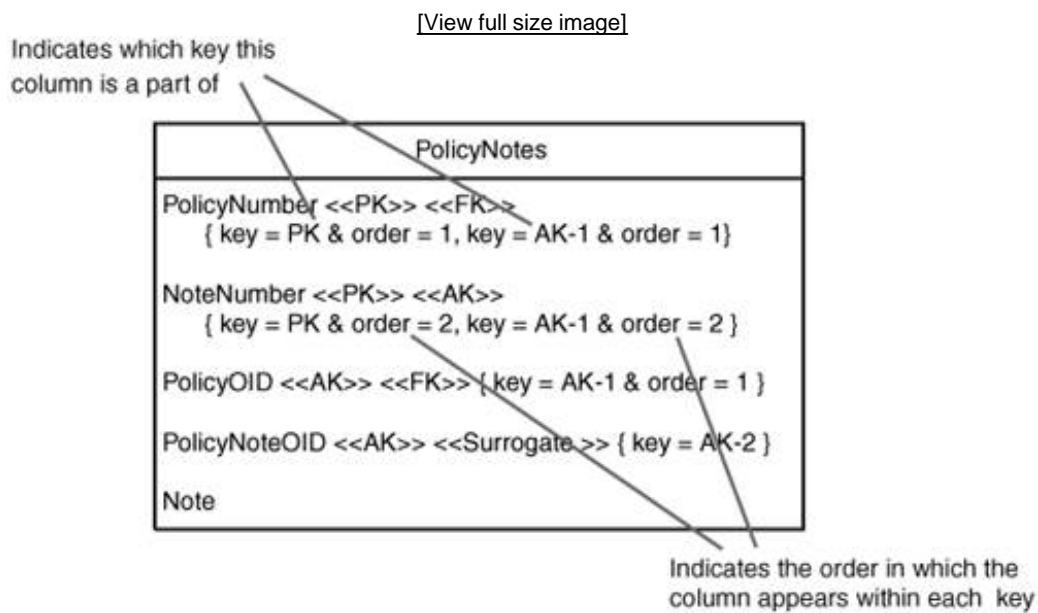 [View full size image]
Indicates which key this
column is a part of
PolicyNotes
PolicyNumber <<PK>> <<FK>>
{ key = PK & order = 1, key = AK-1 & order = 1}
NoteNumber <<PK>> <<AK>>
{ key = PK & order = 2, key = AK-1 & order = 2 }
PolicyOID <<AK>> <<FK>> { key = AK-1 & order = 1 }
PolicyNoteOID <<AK>> <<Surrogate >> { key = AK-2 }
Note
Indicates the order in which the
column appears within each key